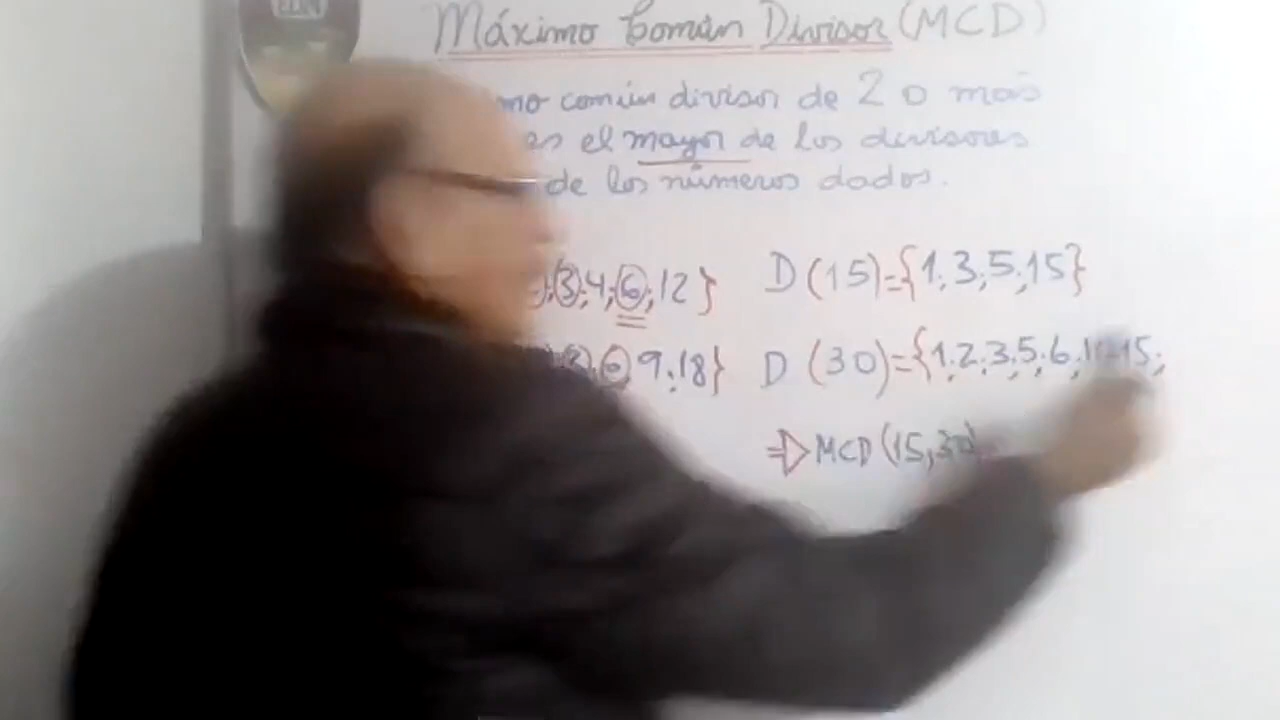 Máximo Común Divisor (MCD)
mo común divisor de 2 o más
es el mayor de los divisores
de los números dados.
;3;4;6;12}
D(15)={1;3;5;15}
9;18}
D(30)={1;2;3;5;6; 15;
⇒ MCD(15,30)